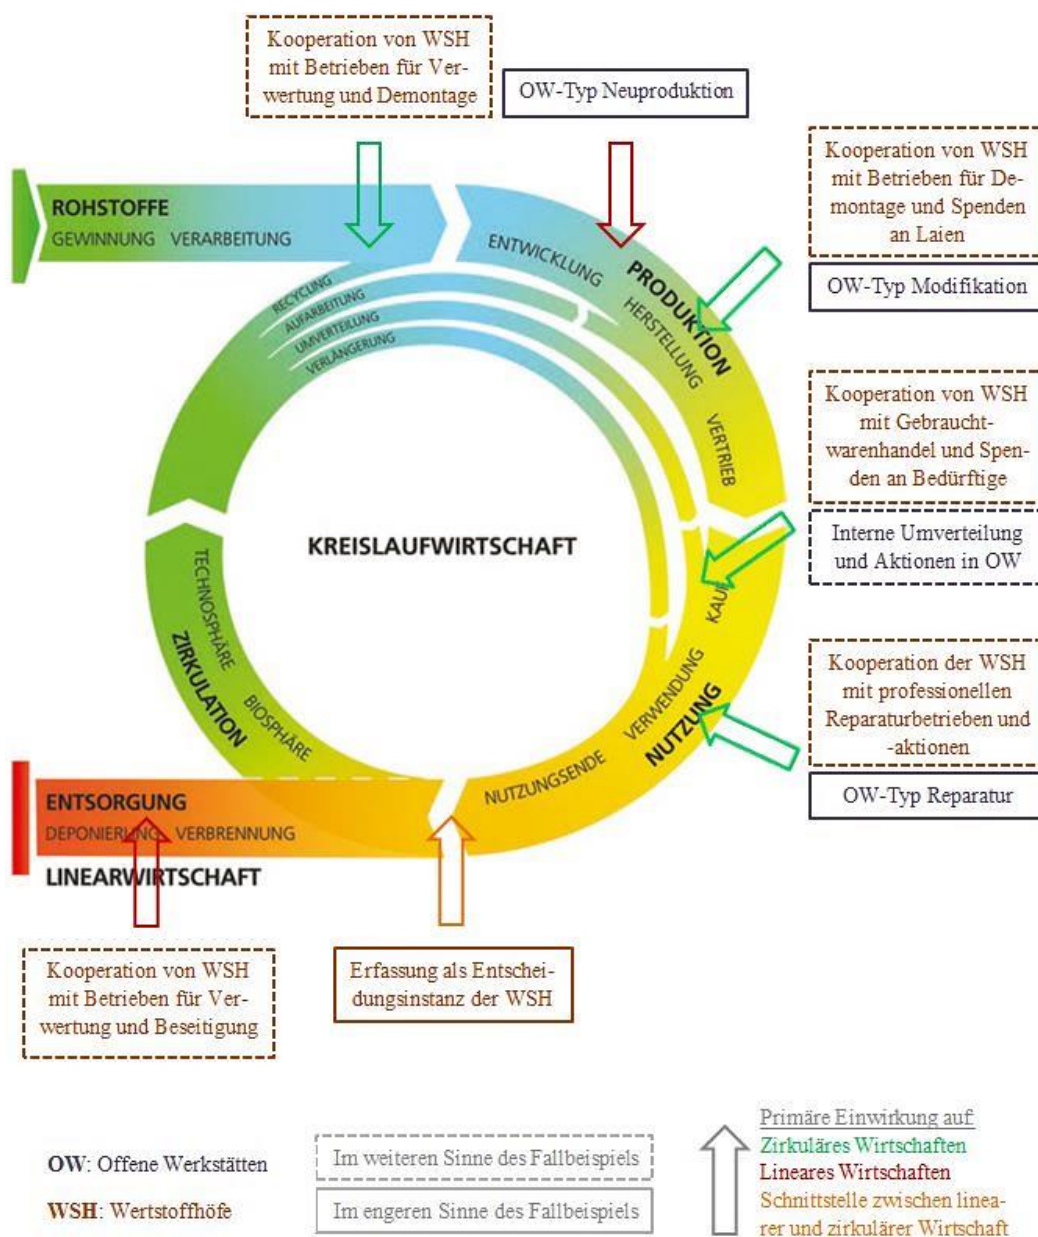 Kooperation von WSH
mit Betrieben für Ver-
wertung und Demontage
OW-Typ Neuproduktion
Kooperation von WSH
mit Betrieben für De-
montage und Spenden
an Laien
OW-Typ Modifikation
ROHSTOFFE
GEWINNUNG VERARBEITUNG
ENTWICKLUNG
PRODUKTION
HERSTELLUNG
VERTRIEB
RECYCLING
AUFARBEITUNG
UMVERTEILUNG
VERLÄNGERUNG
Kooperation von WSH
mit Gebraucht-
warenhandel und Spen-
den an Bedürftige
Interne Umverteilung
und Aktionen in OW
KREISLAUFWIRTSCHAFT
KAUF
VERWENDUNG
NUTZUNG
NUTZUNGSENDE
TECHNOSPHÄRE
ZIRKULATION
BIOSPHÄRE
Kooperation der WSH
mit professionellen
Reparaturbetrieben und
-aktionen
OW-Typ Reparatur
ENTSORGUNG
DEPONIERUNG VERBRENNUNG
LINEARWIRTSCHAFT
Kooperation von WSH
mit Betrieben für Ver-
wertung und Beseitigung
Erfassung als Entschei-
dungsinstanz der WSH
OW: Offene Werkstätten
WSH: Wertstoffhöfe
Im weiteren Sinne des Fallbeispiels
Im engeren Sinne des Fallbeispiels
Primäre Einwirkung auf
Zirkuläres Wirtschaften
Lineares Wirtschaften
Schnittstelle zwischen linea-
rer und zirkulärer Wirtschaft